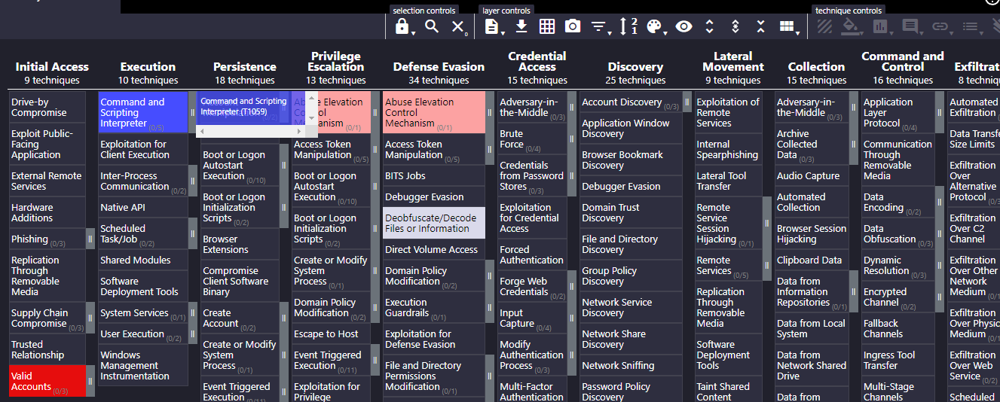 selection controls
layer controls
technique controls
0
2
1
Initial Access
9 techniques
Drive-by
Compromise
Exploit Public-
Facing
Application
External Remote
Services
Hardware
Additions
Phishing (0/3)
Replication
Through
Removable
Media
Supply Chain
Compromise (0/3)
Trusted
Relationship
Valid
Accounts (0/3)
Execution
10 techniques
Command and
Scripting
Interpreter (0/5)
Exploitation for
Client Execution
Inter-Process
Communication (0/2)
Native API
Scheduled
Task/Job (0/2)
Shared Modules
Software
Deployment Tools
System Services (0/1)
User Execution (0/2)
Windows
Management
Instrumentation
Persistence
18 techniques
Command and Scripting
Interpreter (T1059)
Boot or Logon
Autostart
Execution (0/10)
Boot or Logon
Initialization
Scripts (0/2)
Browser
Extensions
Compromise
Client Software
Binary
Create
Account (0/2)
Create or Modify
System
Process (0/1)
Event Triggered
Execution (0/11)
Privilege
Escalation
13 techniques
Elevation
Access Token
Manipulation (0/5)
Boot or Logon
Autostart
Execution (0/10)
Boot or Logon
Initialization
Scripts (0/2)
Create or Modify
System
Process (0/1)
Domain Policy
Modification (0/2)
Escape to Host
Event Triggered
Execution (0/11)
Exploitation for
Privilege
Defense Evasion
34 techniques
Abuse Elevation
Control
Mechanism (0/1)
Access Token
Manipulation (0/5)
BITS Jobs
Debugger Evasion
Deobfuscate/Decode
Files or Information
Direct Volume Access
Domain Policy
Modification (0/2)
Execution
Guardrails (0/1)
Exploitation for
Defense Evasion
File and Directory
Permissions
Modification (0/1)
Credential
Access
15 techniques
Adversary-in-
the-Middle (0/3)
Brute
Force (0/4)
Credentials
from Password
Stores (0/3)
Exploitation
for Credential
Access
Forced
Authentication
Forge Web
Credentials (0/2)
Input
Capture (0/4)
Modify
Authentication
Process (0/3)
Multi-Factor
Authentication
Discovery
25 techniques
Account Discovery (0/3)
Application Window
Discovery
Browser Bookmark
Discovery
Debugger Evasion
Domain Trust
Discovery
File and Directory
Discovery
Group Policy
Discovery
Network Service
Discovery
Network Share
Discovery
Network Sniffing
Password Policy
Discovery
Lateral
Movement
9 techniques
Exploitation of
Remote
Services
Internal
Spearphishing
Lateral Tool
Transfer
Remote
Service
Session
Hijacking (0/1)
Remote
Services (0/5)
Replication
Through
Removable
Media
Software
Deployment
Tools
Taint Shared
Content
Collection
15 techniques
Adversary-in-
the-Middle (0/3)
Archive
Collected
Data (0/3)
Audio Capture
Automated
Collection
Browser Session
Hijacking
Clipboard Data
Data from
Information
Repositories (0/1)
Data from Local
System
Data from
Network Shared
Drive
Data from
Command and
Control
16 techniques
Application
Layer
Protocol (0/4)
Communication
Through
Removable
Media
Data
Encoding (0/2)
Data
Obfuscation (0/3)
Dynamic
Resolution (0/3)
Encrypted
Channel (0/2)
Fallback
Channels
Ingress Tool
Transfer
Multi-Stage
Channels
Exfiltrat
8 techniq
Automated
Exfiltration
Data Transfe
Size Limits
Exfiltration
Over
Alternative
Protocol
Exfiltration
Over C2
Channel
Exfiltration
Over Other
Network
Medium
Exfiltration
Over Physic
Medium
Exfiltration
Over Web
Service (0/2)
Scheduled